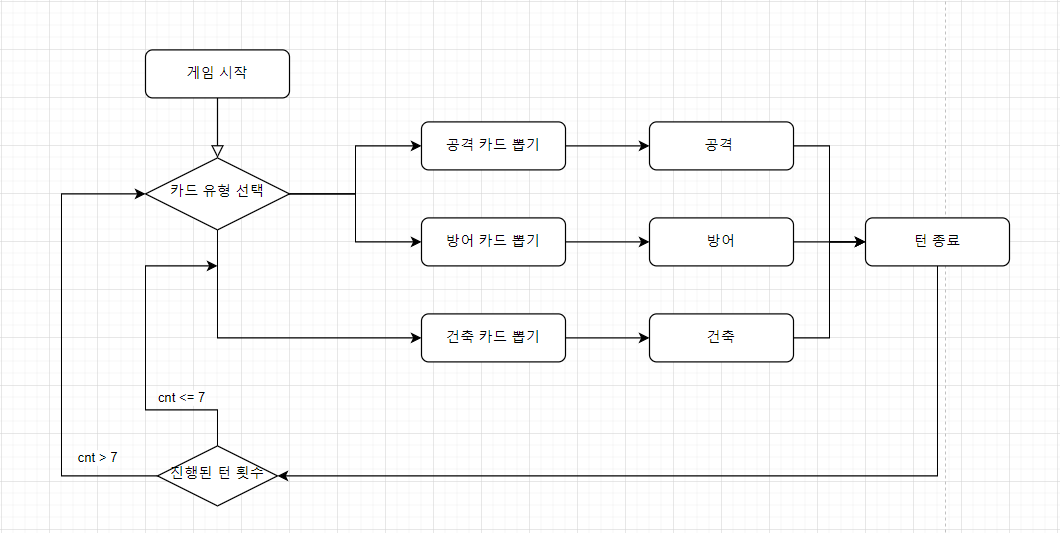 게임 시작
카드 유형 선택
공격 카드 뽑기
공격
방어 카드 뽑기
방어
턴 종료
건축 카드 뽑기
건축
cnt <= 7
cnt > 7
진행된 턴 횟수